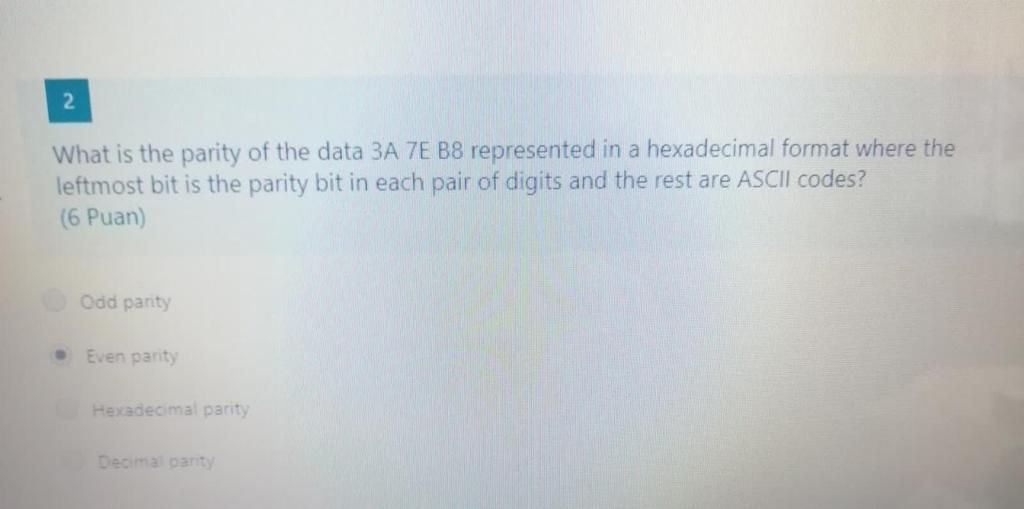 2
What is the parity of the data 3A 7E B8 represented in a hexadecimal format where the
leftmost bit is the parity bit in each pair of digits and the rest are ASCII codes?
(6 Puan)
Odd parity
Even parity
Hexadecimal parity
Decimal parity